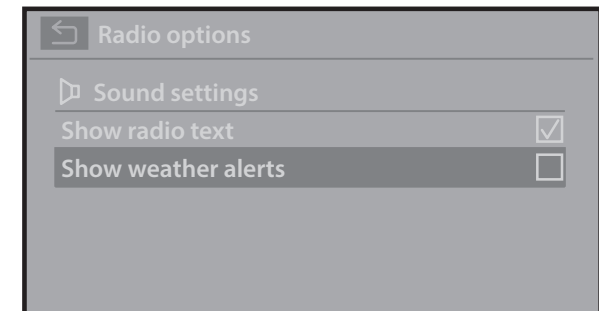 Radio options
Sound settings
Show radio text
Show weather alerts